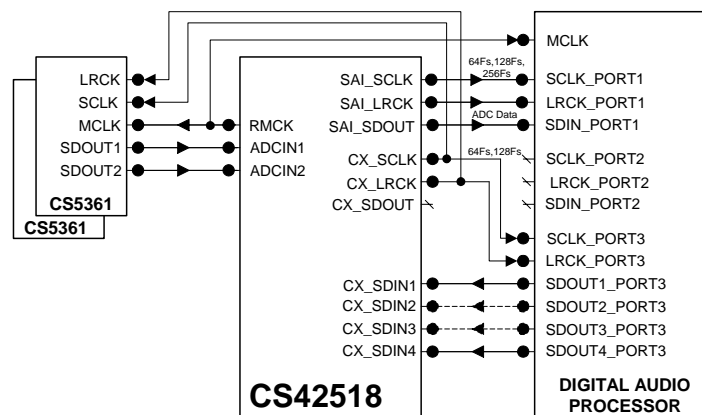 LRCK
SCLK
MCLK
SDOUT1
SDOUT2
CS5361
CS5361
RMCK
ADCIN1
ADCIN2
SAI_SCLK
SAI_LRCK
SAI_SDOUT
CX_SCLK
CX_LRCK
CX_SDOUT
CX_SDIN1
CX_SDIN2
CX_SDIN3
CX_SDIN4
CS42518
64Fs,128Fs,
256Fs
ADC Data
64Fs,128Fs
MCLK
SCLK_PORT1
LRCK_PORT1
SDIN_PORT1
SCLK_PORT2
LRCK_PORT2
SDIN_PORT2
SCLK_PORT3
LRCK_PORT3
SDOUT1_PORT3
SDOUT2_PORT3
SDOUT3_PORT3
SDOUT4_PORT3
DIGITAL AUDIO
PROCESSOR